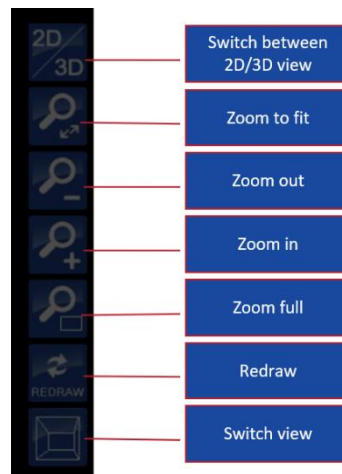 2D
3D
Switch between
2D/3D view
Zoom to fit
Zoom out
Zoom in
Zoom full
REDRAW
Redraw
Switch view